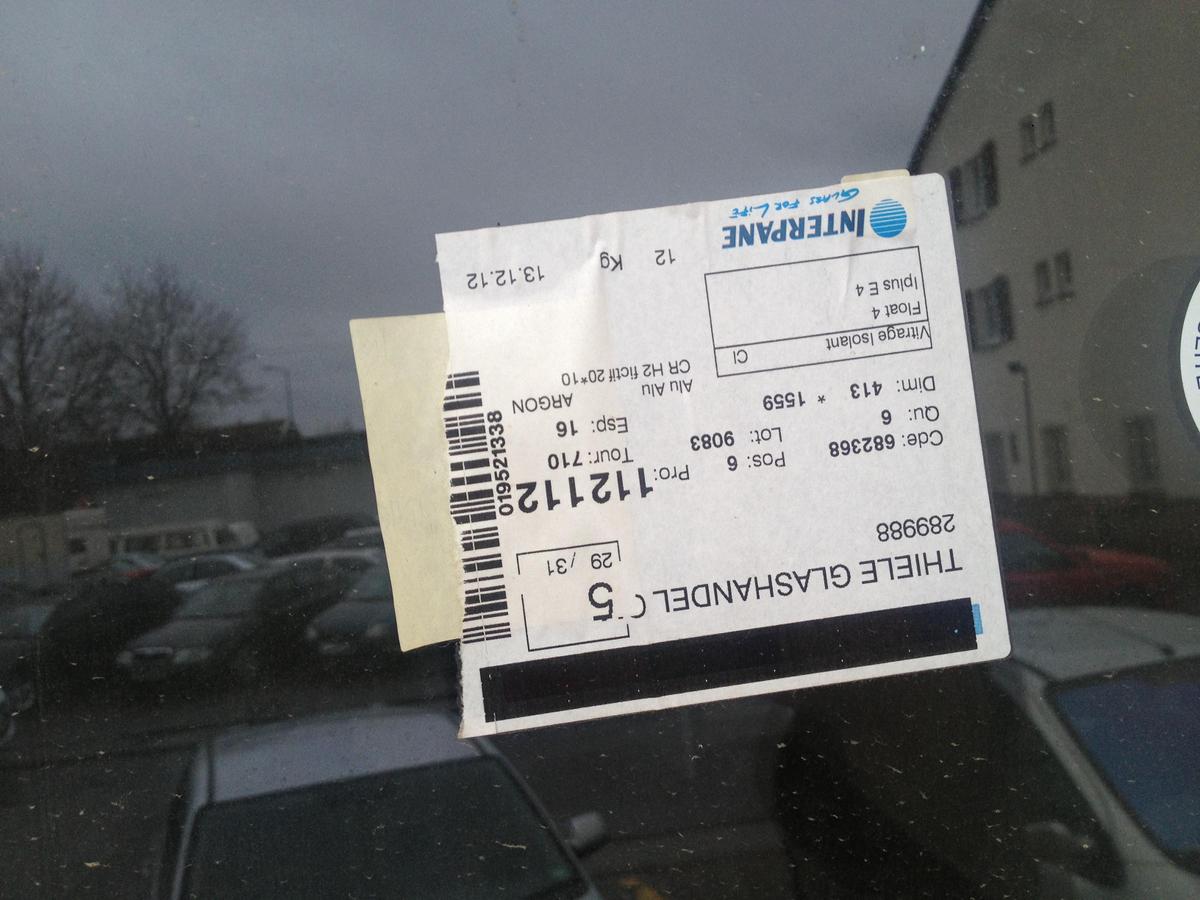 INTERPANE
GLASS FOR LIFE
12 Kg 13.12.12
Iplus E 4
Float 4
Vitrage Isolant CI
Alu Alu
CR H2 fictif 20*10
Dim: 413 * 1559
ARGON
Qu: 6
Lot: 9083
Esp: 16
Cde: 682368
Pos: 6
Tour: 710
Pro: 112112
019521338
289988
THIELE GLASHANDEL
29 / 31
5